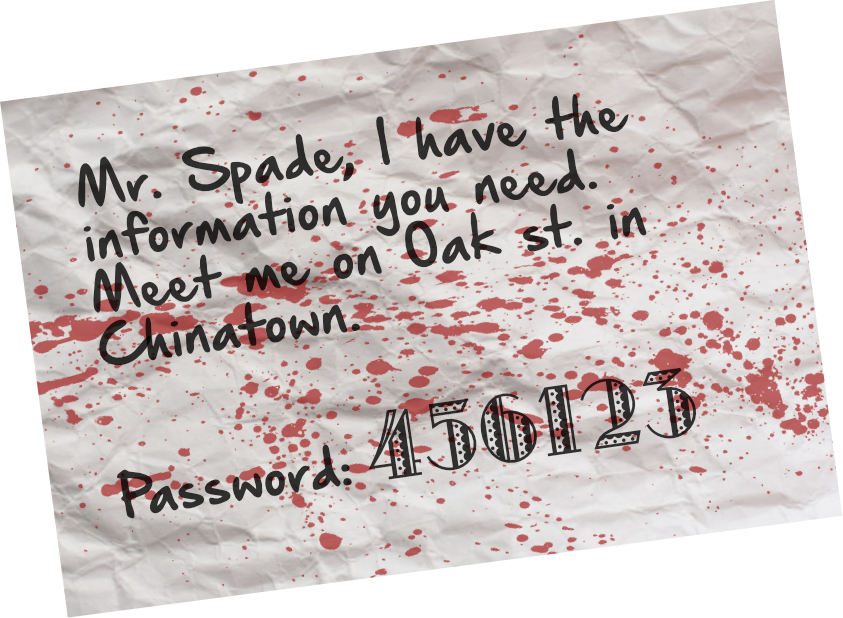 Mr. Spade, I have the
information you need.
Meet me on Oak st. in
Chinatown.
Password: 456123